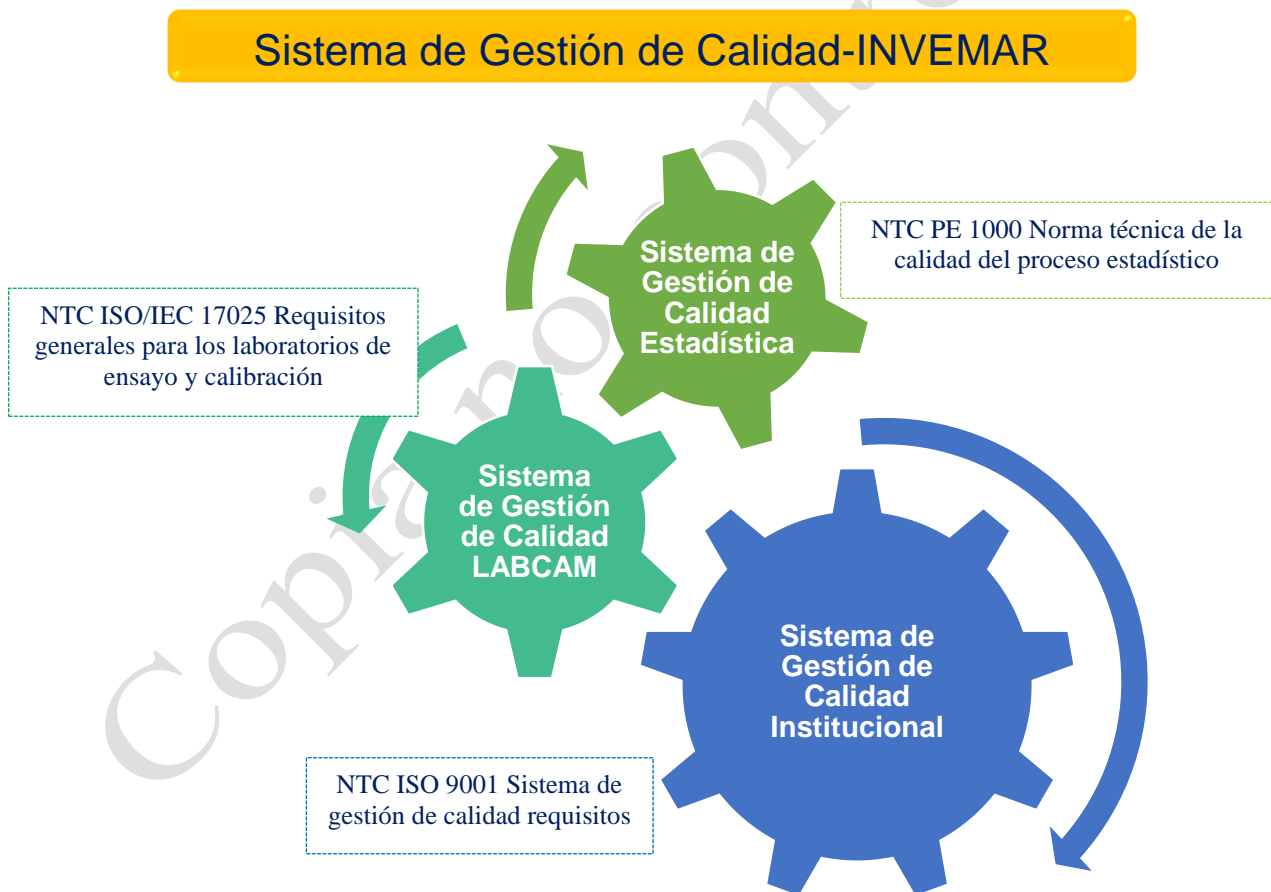 Sistema de Gestión de Calidad-INVEMAR
Sistema de
Gestión de
Calidad
Estadística
NTC PE 1000 Norma técnica de la
calidad del proceso estadístico
NTC ISO/IEC 17025 Requisitos
generales para los laboratorios de
ensayo y calibración
Sistema
de Gestión
de Calidad
LABCAM
Sistema de
Gestión de
Calidad
Institucional
NTC ISO 9001 Sistema de
gestión de calidad requisitos
Copia no